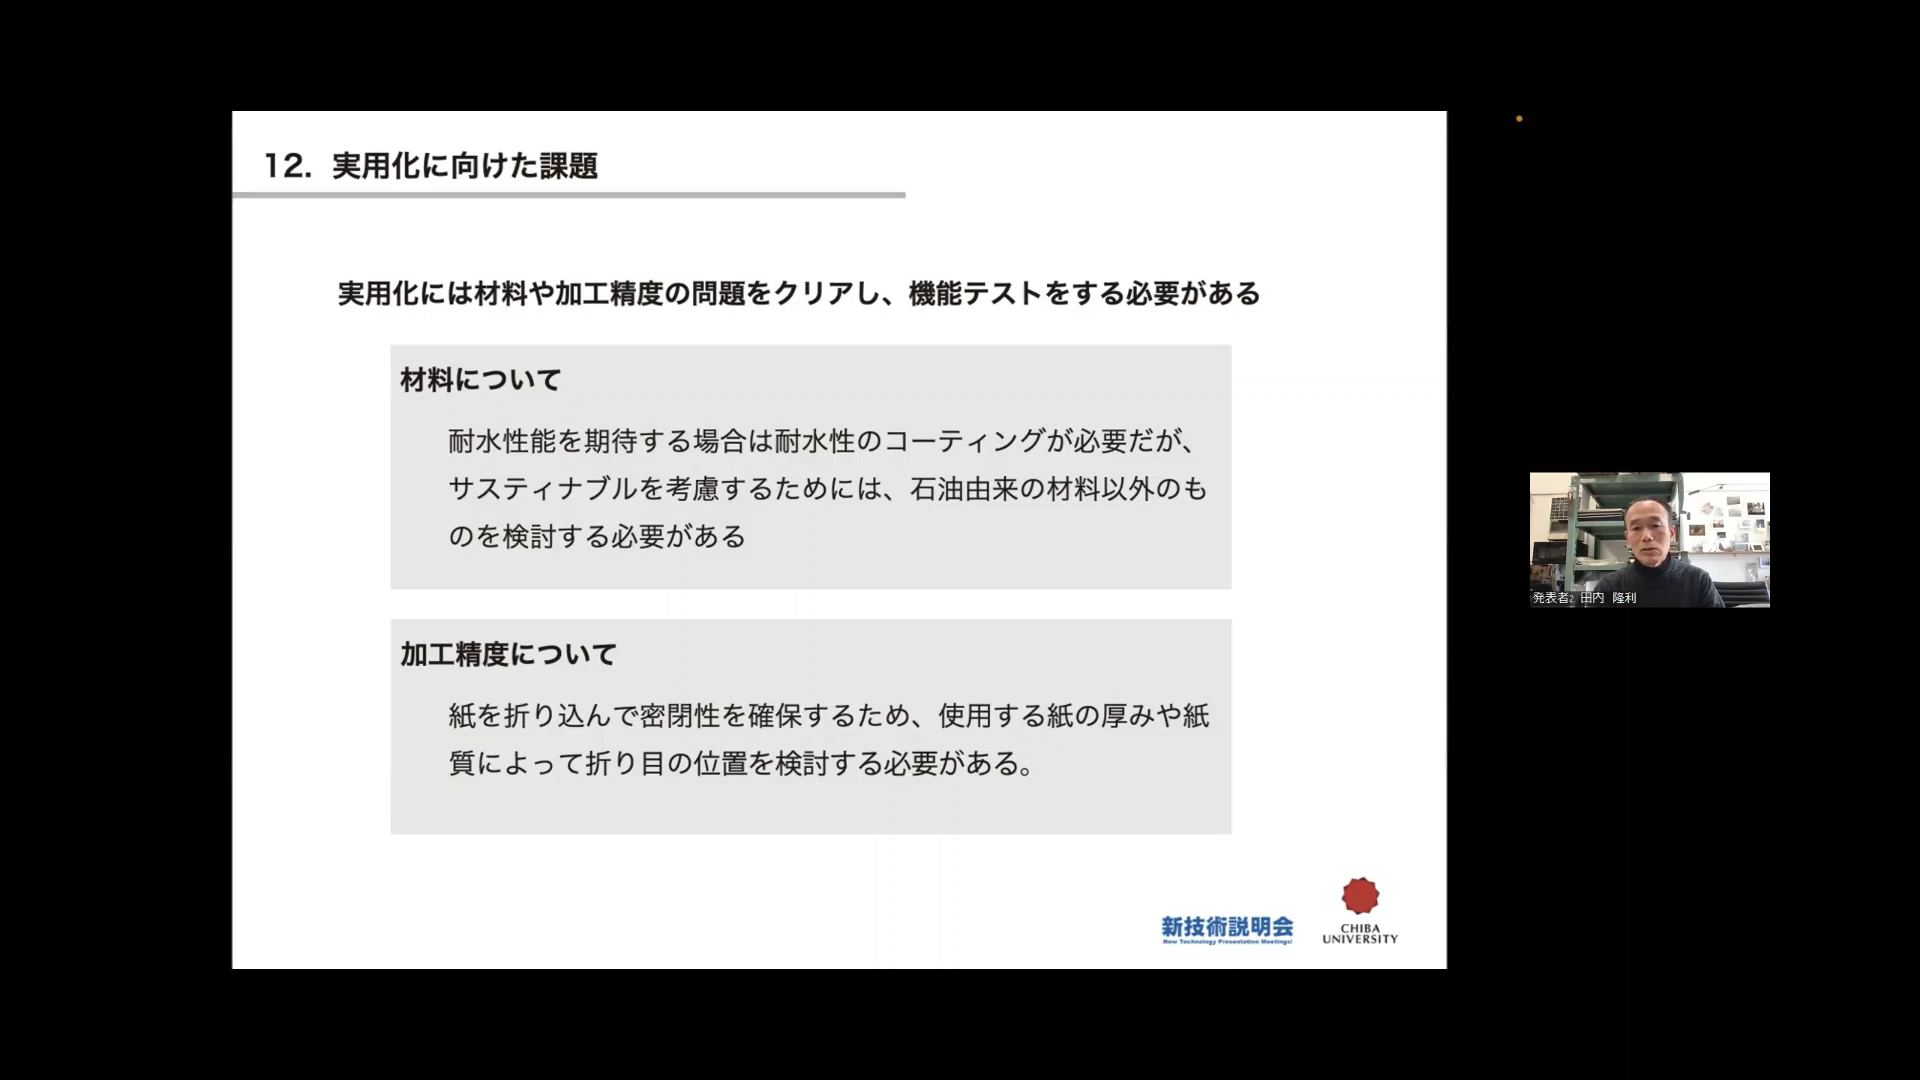 12. 実用化に向けた課題
実用化には材料や加工精度の問題をクリアし、機能テストをする必要がある
材料について
耐水性能を期待する場合は耐水性のコーティングが必要だが、
サスティナブルを考慮するためには、石油由来の材料以外のも
のを検討する必要がある
加工精度について
紙を折り込んで密閉性を確保するため、使用する紙の厚みや紙
質によって折り目の位置を検討する必要がある。
新技術説明会
New Technology Presentation Meetings!
CHIBA
UNIVERSITY
発表者2 田内 隆利